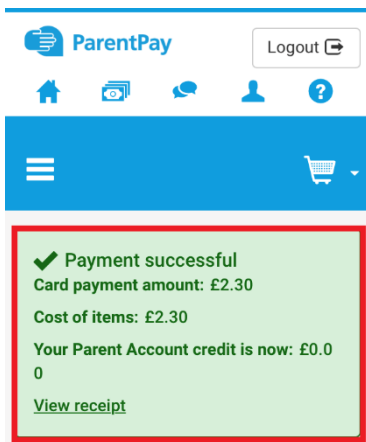 ParentPay
Logout
?
Payment successful
Card payment amount: £2.30
Cost of items: £2.30
Your Parent Account credit is now: £0.0
0
View receipt